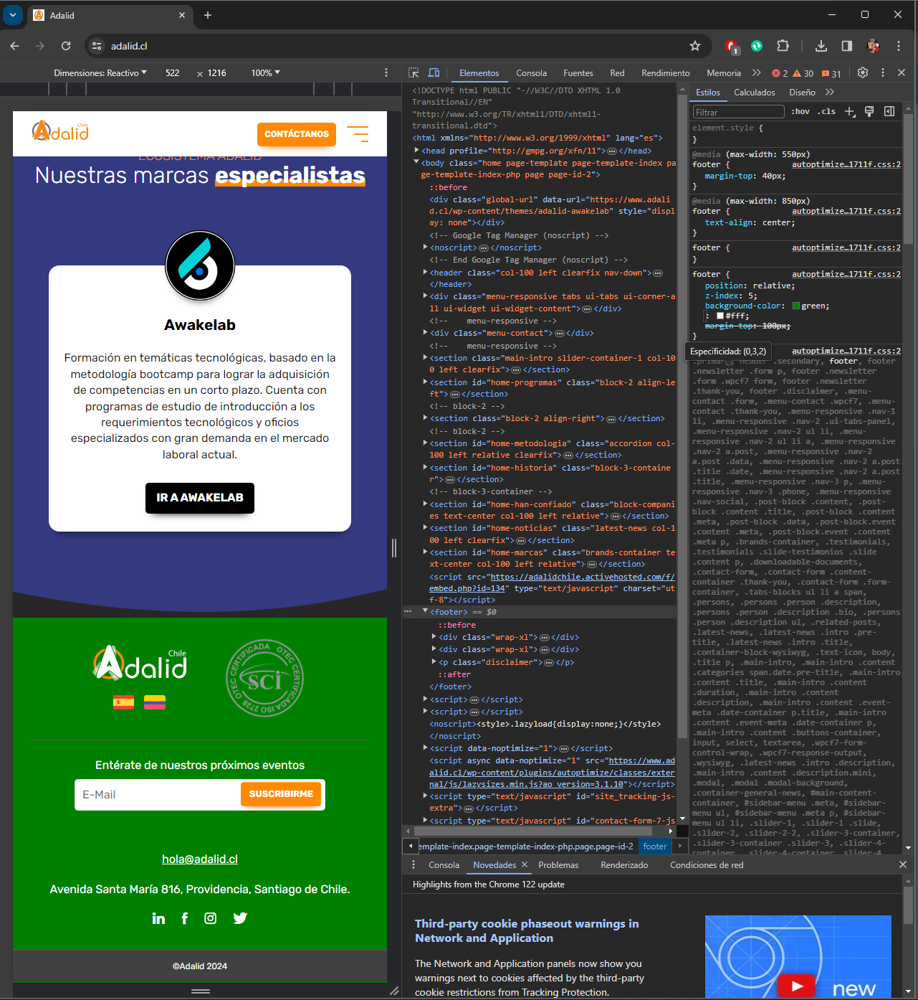 Adalid
adalid.cl
1
Dimensiones: Reactivo
522
×
1216
100%
Elementos
Consola
Fuentes
Red
Rendimiento
Memoria
2
30
31
Adalid
Chile
CONTÁCTANOS
ECOSISTEMA ADALID
Nuestras marcas especialistas
Awakelab
Formación en temáticas tecnológicas, basado en la
metodología bootcamp para lograr la adquisición
de competencias en un corto plazo. Cuenta con
programas de estudio de introducción a los
requerimientos tecnológicos y oficios
especializados con gran demanda en el mercado
laboral actual.
IR A AWAKELAB
Adalid
Chile
OTEC CERTIFICADA OTEC CERTIFICADA ISO 2728
SCI
Entérate de nuestros próximos eventos
E-Mail
SUSCRIBIRME
hola@adalid.cl
Avenida Santa María 816, Providencia, Santiago de Chile.
©Adalid 2024
<!DOCTYPE html PUBLIC "-//W3C//DTD XHTML 1.0
Transitional//EN"
"http://www.w3.org/TR/xhtml1/DTD/xhtml1-
transitional.dtd">
<html xmlns="http://www.w3.org/1999/xhtml" lang="es">
<head profile="http://gmpg.org/xfn/11">…</head>
<body class="home page-template page-template-index pa
ge-template-index-php page page-id-2">
::before
<div class="global-url" data-url="https://www.adali
d.cl/wp-content/themes/adalid-awakelab" style="displ
ay: none"></div>
<!-- Google Tag Manager (noscript) -->
<noscript>…</noscript>
<!-- End Google Tag Manager (noscript) -->
<header class="col-100 left clearfix nav-down">…
</header>
<div class="menu-responsive tabs ui-tabs ui-corner-a
ll ui-widget ui-widget-content">…</div>
<!-- menu-responsive -->
<div class="menu-contact">…</div>
<!-- menu-responsive -->
<section class="main-intro slider-container-1 col-10
0 left clearfix">…</section>
<section id="home-programas" class="block-2 align-le
ft">…</section>
<!-- block-2 -->
<section class="block-2 align-right">…</section>
<!-- block-2 -->
<section id="home-metodologia" class="accordion col-
100 left relative clearfix">…</section>
<section id="home-historia" class="block-3-containe
r">…</section>
<!-- block-3-container -->
<section id="home-han-confiado" class="block-compani
es text-center col-100 left relative">…</section>
<section id="home-noticias" class="latest-news col-1
00 left clearfix">…</section>
<section id="home-marcas" class="brands-container te
xt-center col-100 left relative">…</section>
<script src="https://adalidchile.activehosted.com/f/
embed.php?id=134" type="text/javascript" charset="ut
f-8"></script>
<footer> == $0
::before
<div class="wrap-xl">…</div>
<div class="wrap-xl">…</div>
<p class="disclaimer">…</p>
::after
</footer>
<script>…</script>
<script>…</script>
<noscript><style>.lazyload{display:none;}</style>
</noscript>
<script data-noptimize="1">…</script>
<script async data-noptimize="1" src="https://www.ad
alid.cl/wp-content/plugins/autoptimize/classes/exter
nal/js/lazysizes.min.js?ao_version=3.1.10"></script>
<script type="text/javascript" id="site_tracking-js-
extra">…</script>
<script type="text/javascript" id="contact-form-7-js
emplate-index.page-template-index-php.page.page-id-2
footer
Estilos
Calculados
Diseño
Filtrar
:hov
.cls
element.style {
}
@media (max-width: 550px)
footer {
autoptimize…1711f.css:2
margin-top: 40px;
}
@media (max-width: 850px)
footer {
autoptimize…1711f.css:2
text-align: center;
}
footer {
autoptimize…1711f.css:2
}
footer {
autoptimize…1711f.css:2
position: relative;
z-index: 5;
background-color: green;
: #fff;
margin-top: 100px;
}
Especificidad: (0,3,2)
autoptimize…1711f.css:2
.primary, header .secondary, footer, footer
.newsletter .form p, footer .newsletter
.form .wpcf7 form, footer .newsletter
.thank-you, footer .disclaimer, .menu-
contact .form, .menu-contact .wpcf7, .menu-
contact .thank-you, .menu-responsive .nav-1
li, .menu-responsive .nav-2 .ui-tabs-panel,
.menu-responsive .nav-2 ul li, .menu-
responsive .nav-2 ul li a, .menu-responsive
.nav-2 a.post, .menu-responsive .nav-2
a.post .data, .menu-responsive .nav-2 a.post
.title .date, .menu-responsive .nav-2 a.post
.title, .menu-responsive .nav-3 p, .menu-
responsive .nav-3 .phone, .menu-responsive
.nav-social, .post-block .content, .post-
block .content .title, .post-block .content
.meta, .post-block .data, .post-block.event
.content .meta, .post-block.event .content
.meta p, .brands-container, .testimonials,
.testimonials .slide-testimonios .slide
.content p, .downloadable-documents,
.contact-form, .contact-form .content-
container .thank-you, .contact-form .form-
container, .tabs-blocks ul li a span,
.persons, .persons .person .description,
.persons .person .description .bio, .persons
.person .description ul, .related-posts,
.latest-news, .latest-news .intro .pre-
title, .latest-news .intro .title,
.container-block-wysiwyg, .text-icon, body,
.title p, .main-intro, .main-intro .content
.categories span.date.pre-title, .main-intro
.content .title, .main-intro .content
.duration, .main-intro .content
.description, .main-intro .content .event-
meta .date-container p.title, .main-intro
.content .event-meta .date-container p,
.main-intro .content .buttons-container,
input, select, textarea, .wpcf7-form-
control-wrap, .wpcf7-response-output,
.wysiwyg, .latest-news .intro .description,
.main-intro .content .description.mini,
.modal, .modal .modal-background,
.container-general-news, #main-content-
container, #sidebar-menu .meta, #sidebar-
menu ul, #sidebar-menu .meta p, #sidebar-
menu ul li, .slider-1, .slider-1 .slide,
.slider-2, .slider-2-2, .slider-3-container,
.slider-3-container .slider-3, .slider-4-
container, .slider-4-container .slider-4
Consola
Novedades
Problemas
Renderizado
Condiciones de red
Highlights from the Chrome 122 update
Third-party cookie phaseout warnings in
Network and Application
The Network and Application panels now show you
warnings next to cookies affected by the third-party
cookie restrictions from Tracking Protection.
new